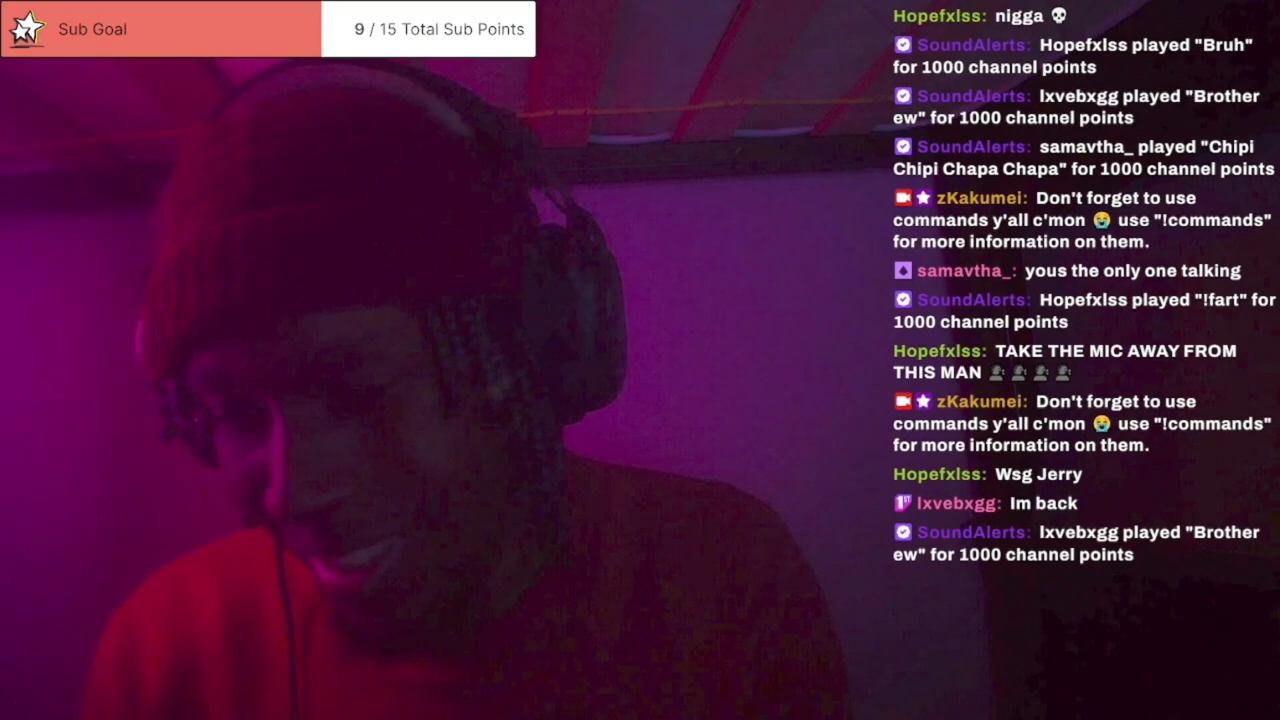 Sub Goal
9 / 15 Total Sub Points
Hopefxlss: nigga 💀
SoundAlerts: Hopefxlss played "Bruh"
for 1000 channel points
SoundAlerts: lxvebxgg played "Brother
ew" for 1000 channel points
SoundAlerts: samavtha_ played "Chipi
Chipi Chapa Chapa" for 1000 channel points
zKakumei: Don't forget to use
commands y'all c'mon 😭 use "!commands"
for more information on them.
samavtha_: yous the only one talking
SoundAlerts: Hopefxlss played "!fart" for
1000 channel points
Hopefxlss: TAKE THE MIC AWAY FROM
THIS MAN 🗣️ 🗣️ 🗣️ 🗣️
zKakumei: Don't forget to use
commands y'all c'mon 😭 use "!commands"
for more information on them.
Hopefxlss: Wsg Jerry
lxvebxgg: Im back
SoundAlerts: lxvebxgg played "Brother
ew" for 1000 channel points